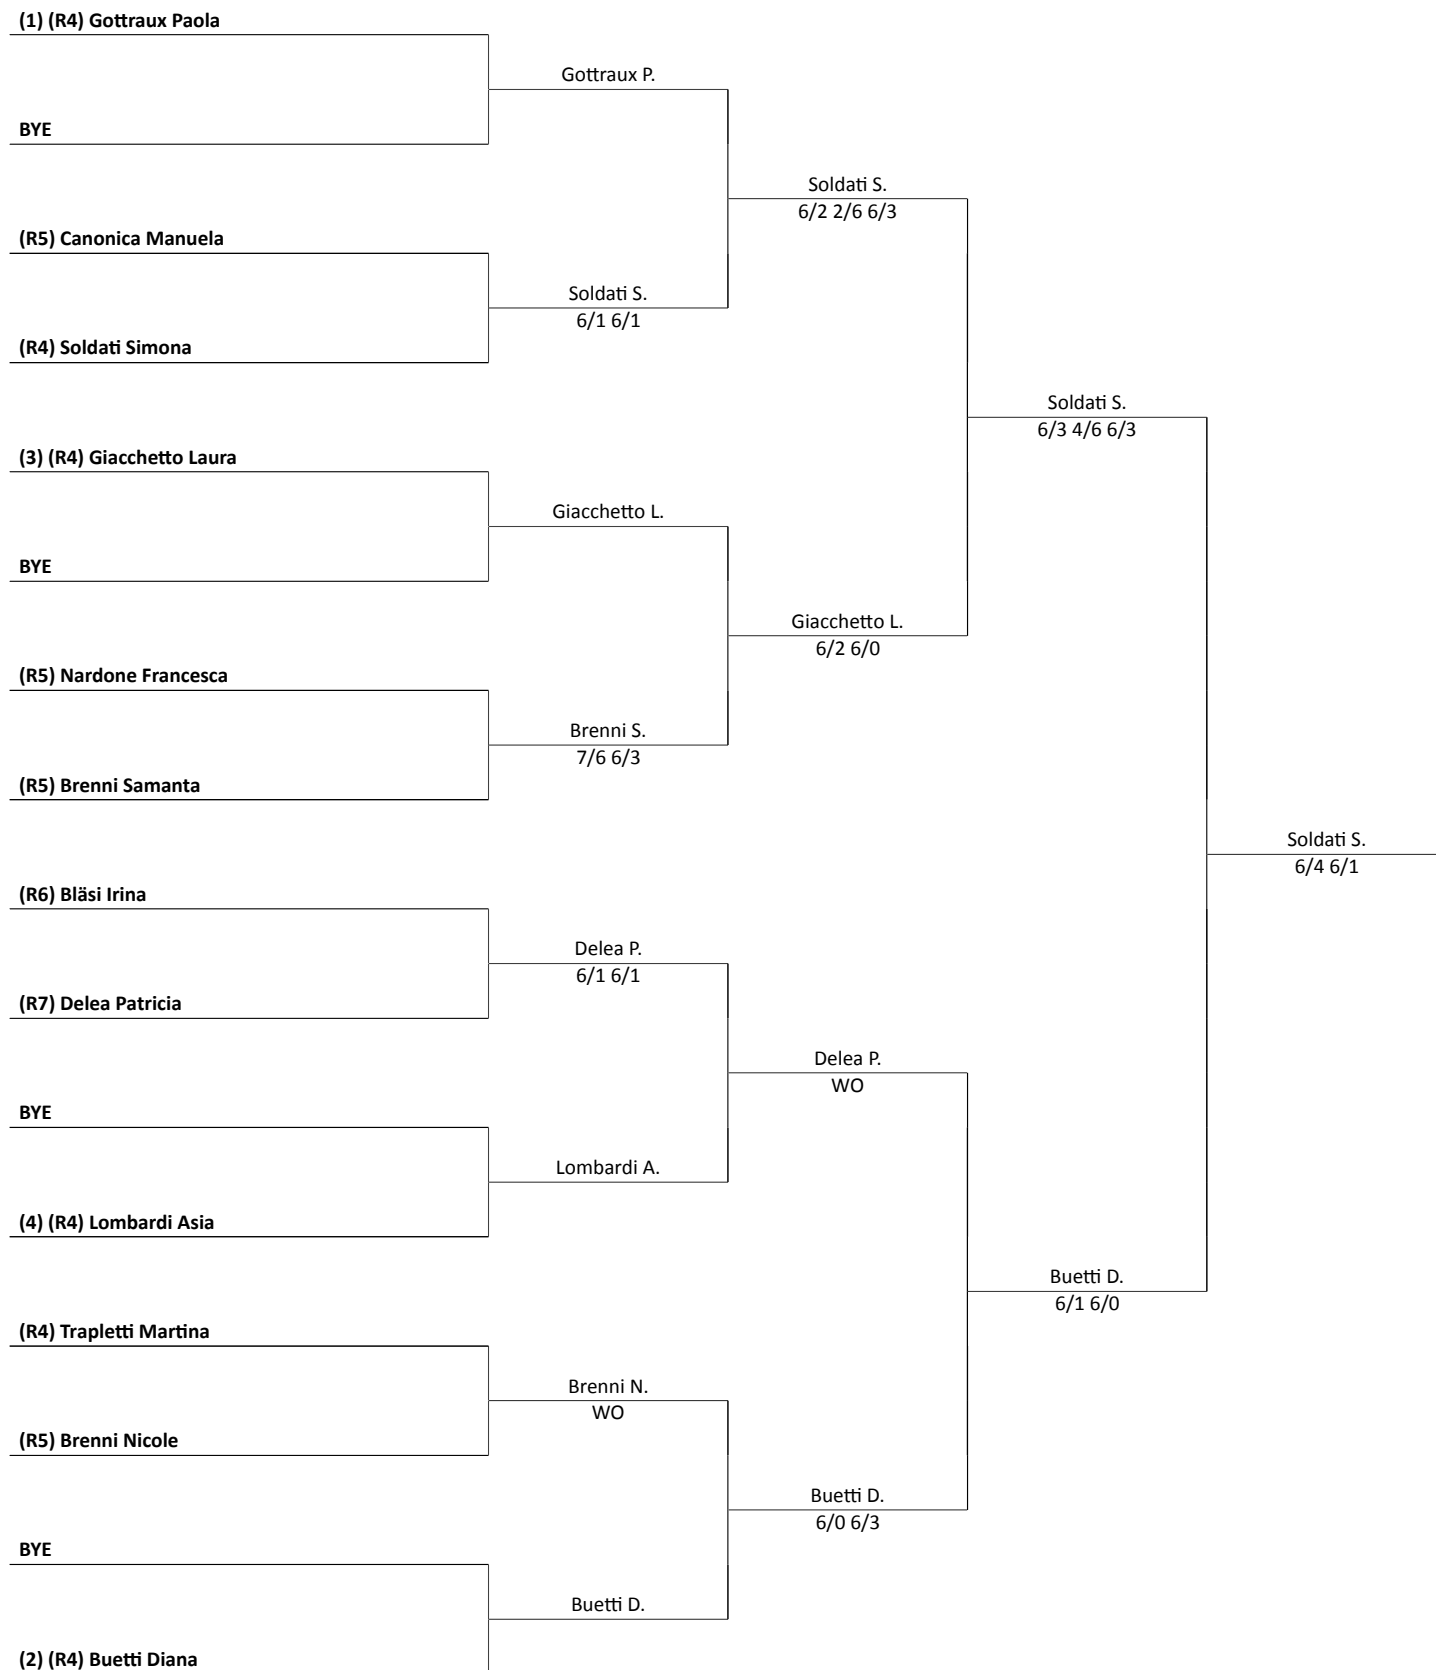 (1) (R4) Gottraux Paola
Gottraux P.
BYE
Soldati S.
6/2 2/6 6/3
(R5) Canonica Manuela
Soldati S.
6/1 6/1
(R4) Soldati Simona
Soldati S.
6/3 4/6 6/3
(3) (R4) Giacchetto Laura
Giacchetto L.
BYE
Giacchetto L.
6/2 6/0
(R5) Nardone Francesca
Brenni S.
7/6 6/3
(R5) Brenni Samanta
Soldati S.
6/4 6/1
(R6) Bläsi Irina
Delea P.
6/1 6/1
(R7) Delea Patricia
Delea P.
WO
BYE
Lombardi A.
(4) (R4) Lombardi Asia
Buetti D.
6/1 6/0
(R4) Trapletti Martina
Brenni N.
WO
(R5) Brenni Nicole
Buetti D.
6/0 6/3
BYE
Buetti D.
(2) (R4) Buetti Diana